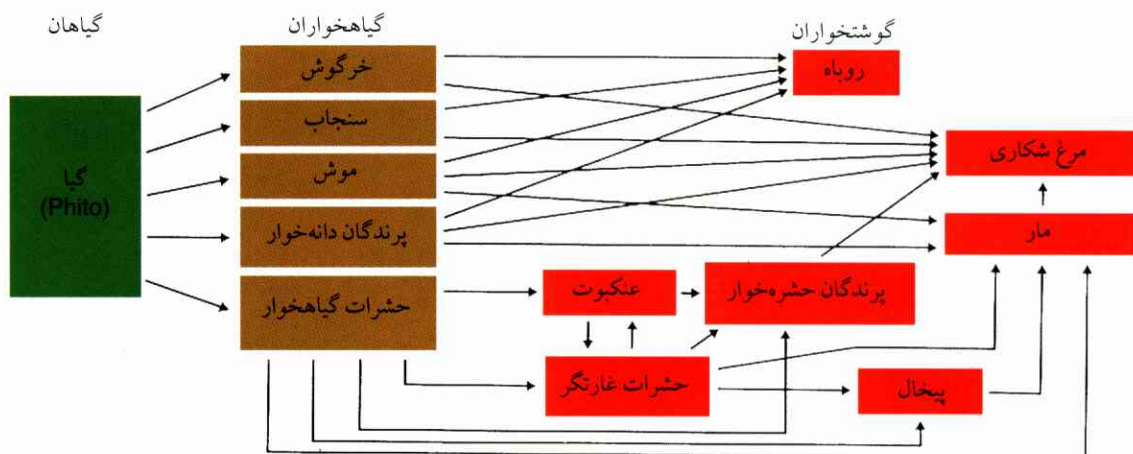 گیاهان
گیاهخواران
گوشتخواران
خرگوش
روباه
سنجاب
مرغ شکاری
موش
گیا
(Phito)
پرندگان دانه‌خوار
مار
حشرات گیاهخوار
عنکبوت
پرندگان حشره‌خوار
حشرات غارتگر
پیخال